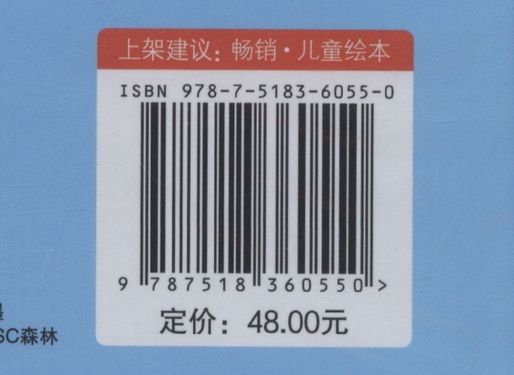 上架建议：畅销·儿童绘本
ISBN 978-7-5183-6055-0
9 787518 360550 >
定价：48.00元
SC森林